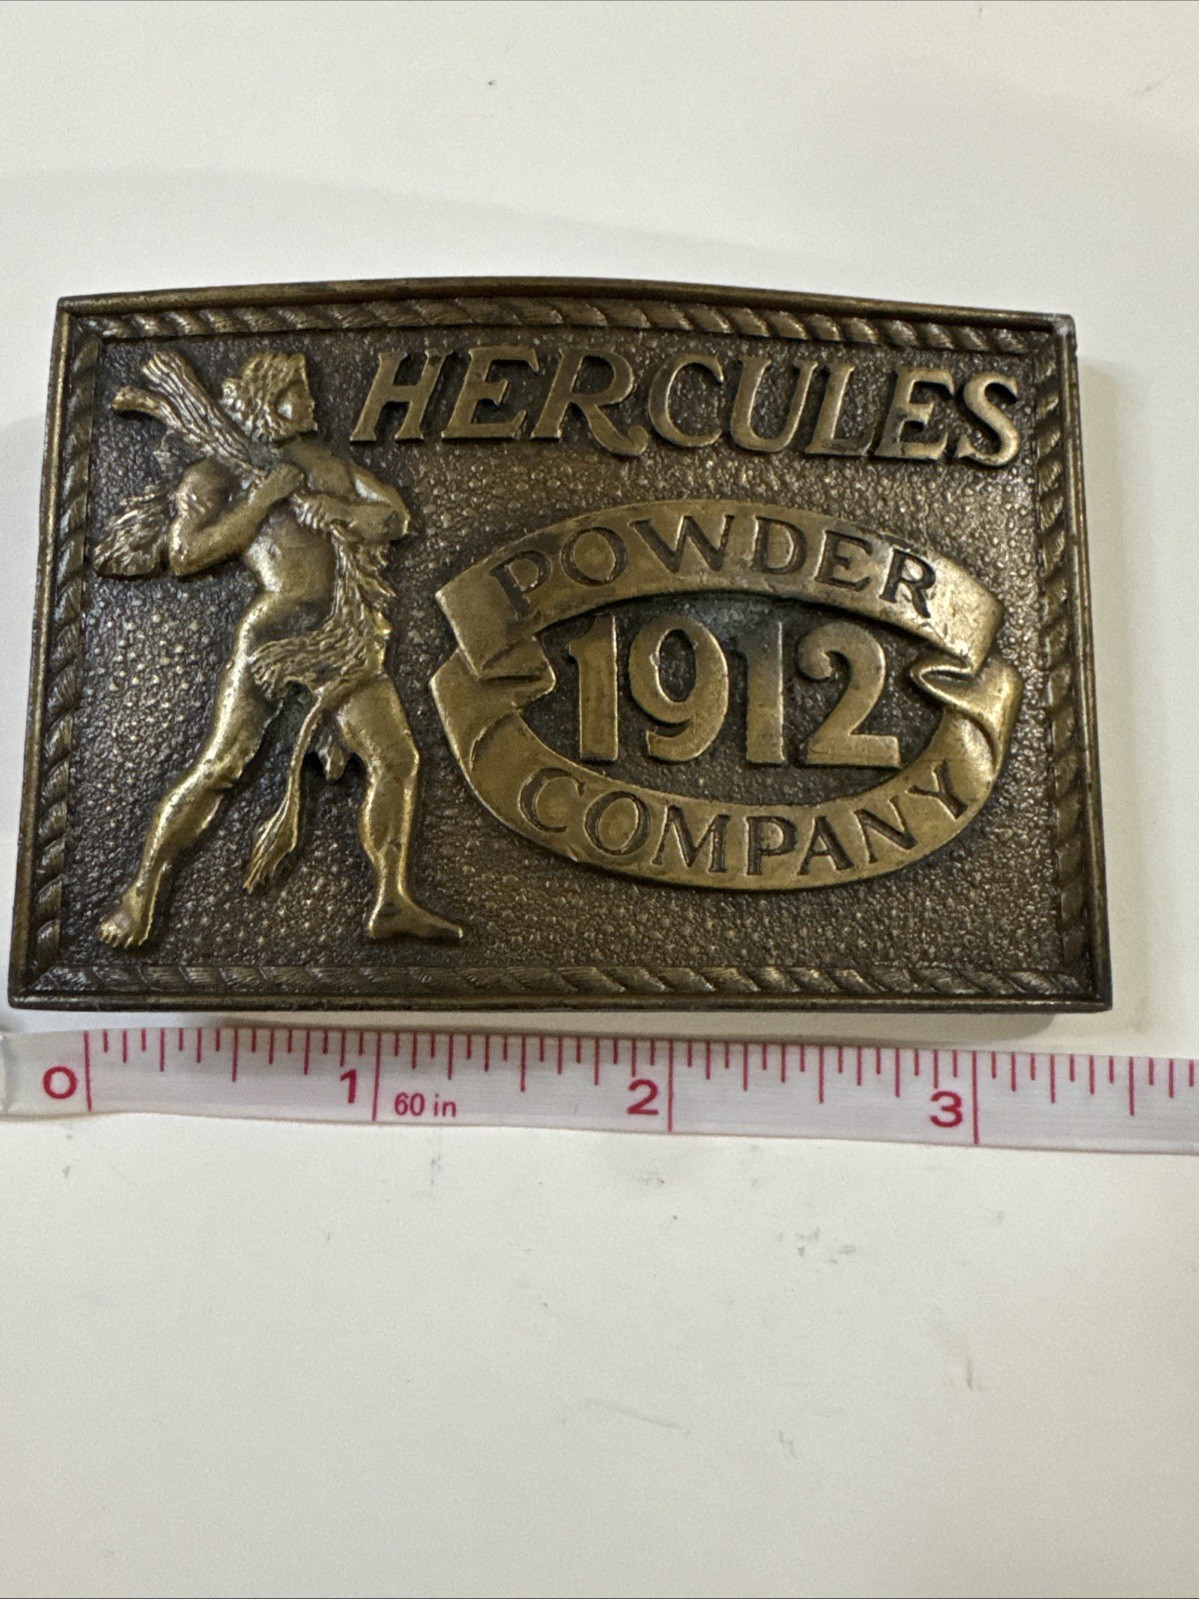 HERCULES
POWDER
1912
COMPANY
0 1 60 in 2 3